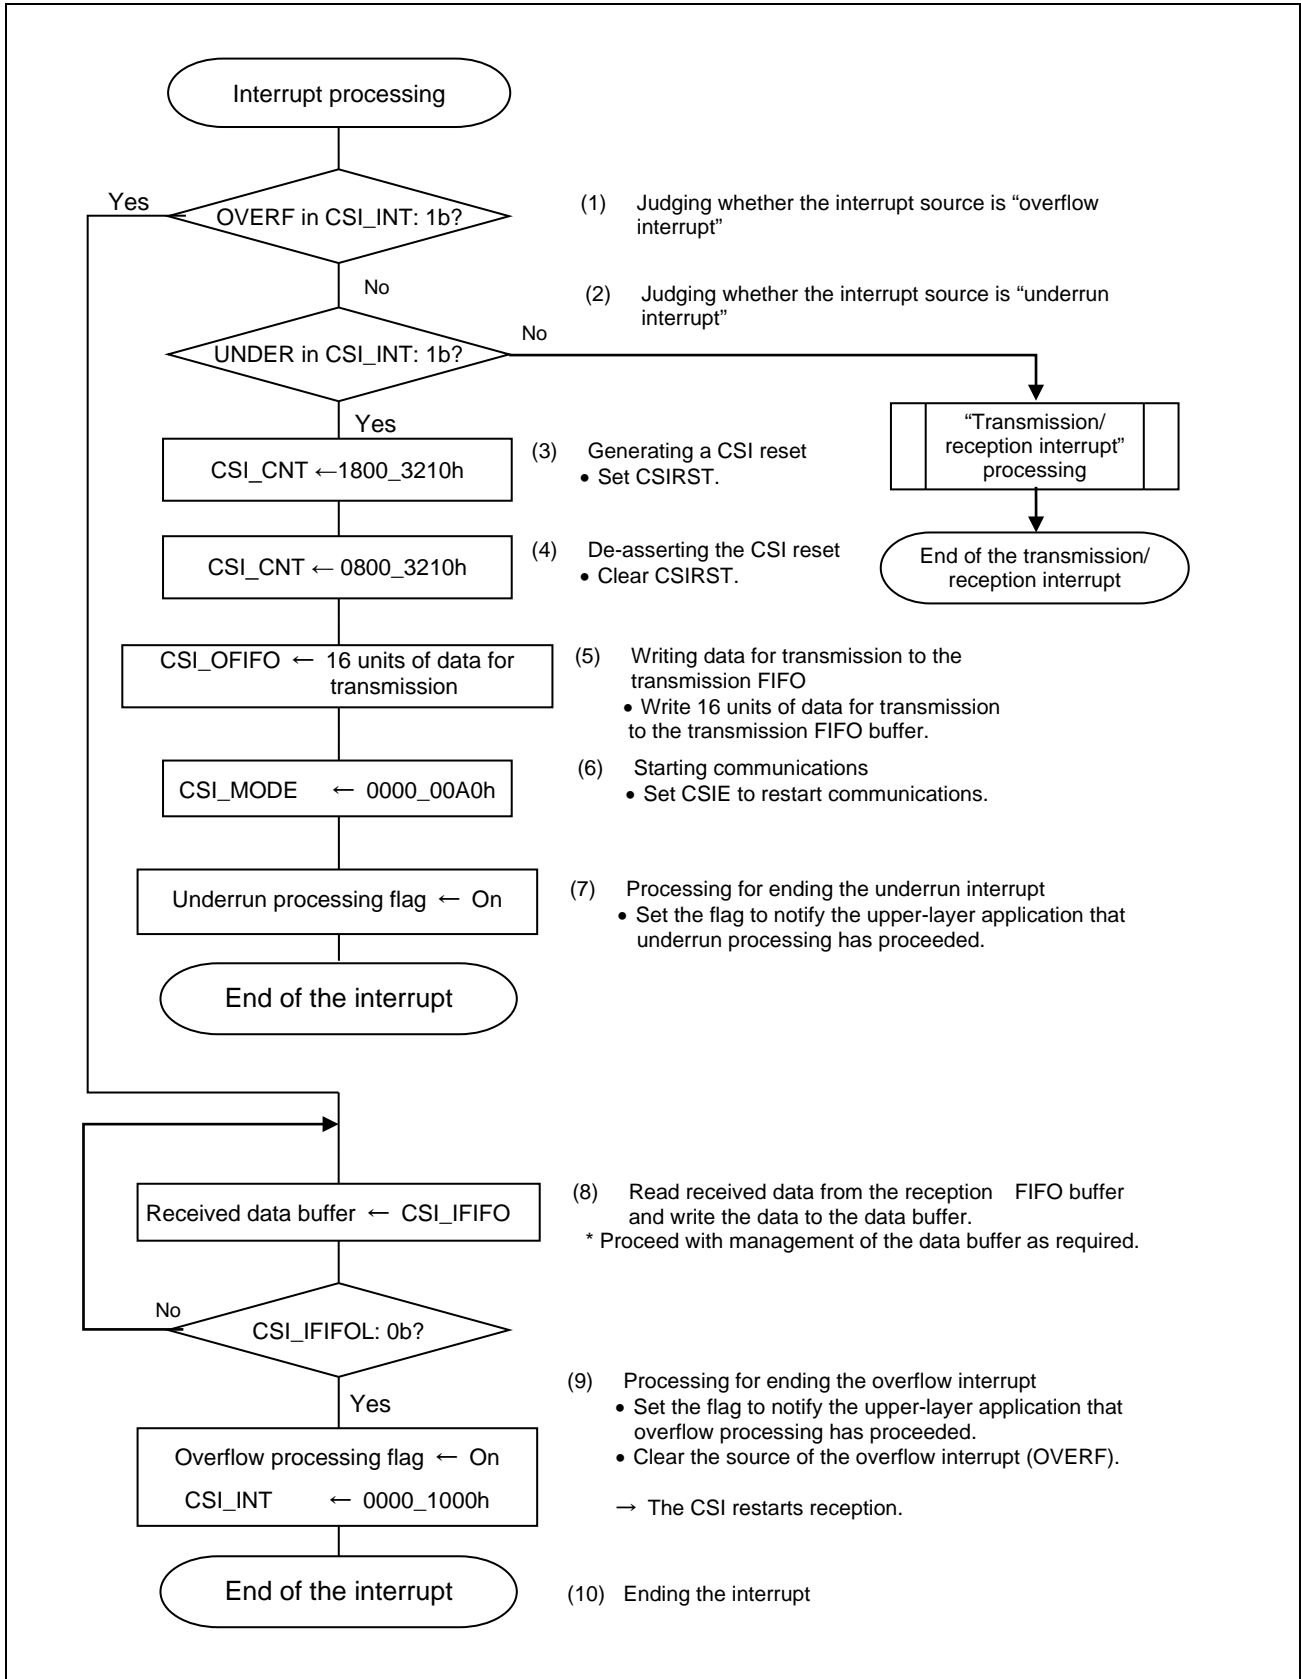 Interrupt processing
Yes
OVERF in CSI_INT: 1b?
(1) Judging whether the interrupt source is “overflow
interrupt”
No
(2) Judging whether the interrupt source is “underrun
interrupt”
No
UNDER in CSI_INT: 1b?
Yes
“Transmission/
reception interrupt”
processing
End of the transmission/
reception interrupt
CSI_CNT ←1800_3210h
(3) Generating a CSI reset
• Set CSIRST.
CSI_CNT ← 0800_3210h
(4) De-asserting the CSI reset
• Clear CSIRST.
CSI_OFIFO ← 16 units of data for
transmission
(5) Writing data for transmission to the
transmission FIFO
• Write 16 units of data for transmission
to the transmission FIFO buffer.
CSI_MODE ← 0000_00A0h
(6) Starting communications
• Set CSIE to restart communications.
Underrun processing flag ← On
(7) Processing for ending the underrun interrupt
• Set the flag to notify the upper-layer application that
underrun processing has proceeded.
End of the interrupt
Received data buffer ← CSI_IFIFO
(8) Read received data from the reception FIFO buffer
and write the data to the data buffer.
* Proceed with management of the data buffer as required.
No
CSI_IFIFOL: 0b?
Yes
(9) Processing for ending the overflow interrupt
• Set the flag to notify the upper-layer application that
overflow processing has proceeded.
• Clear the source of the overflow interrupt (OVERF).
→ The CSI restarts reception.
Overflow processing flag ← On
CSI_INT ← 0000_1000h
End of the interrupt
(10) Ending the interrupt